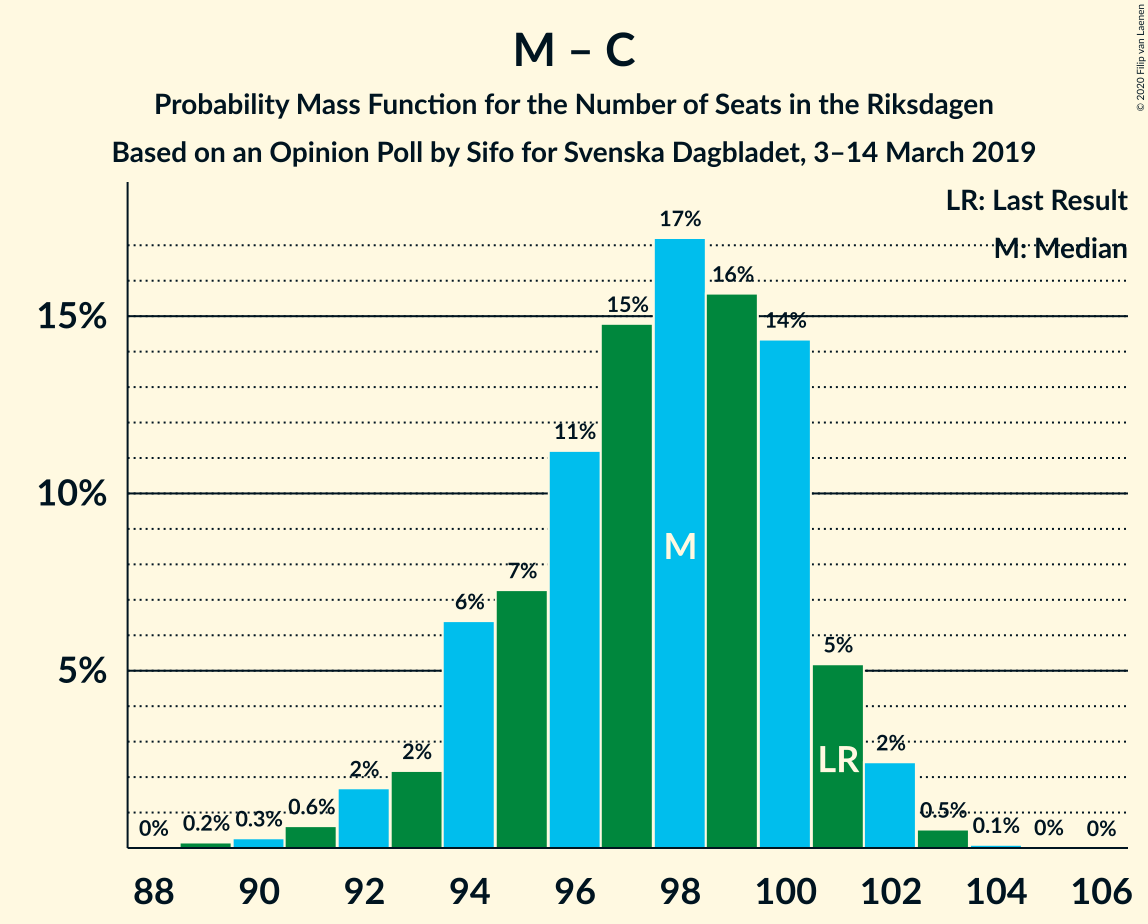 M – C
Probability Mass Function for the Number of Seats in the Riksdagen
Based on an Opinion Poll by Sifo for Svenska Dagbladet, 3–14 March 2019
© 2020 Filip van Laenen
LR: Last Result
M: Median
15%
10%
5%
0%
0.2%
0.3%
0.6%
2%
2%
6%
7%
11%
15%
17%
16%
14%
5%
2%
0.5%
0.1%
0%
0%
M
LR
88 90 92 94 96 98 100 102 104 106